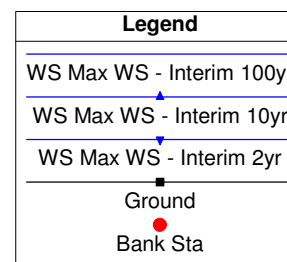 Legend
WS Max WS - Interim 100y
WS Max WS - Interim 10yr
WS Max WS - Interim 2yr
Ground
Bank Sta